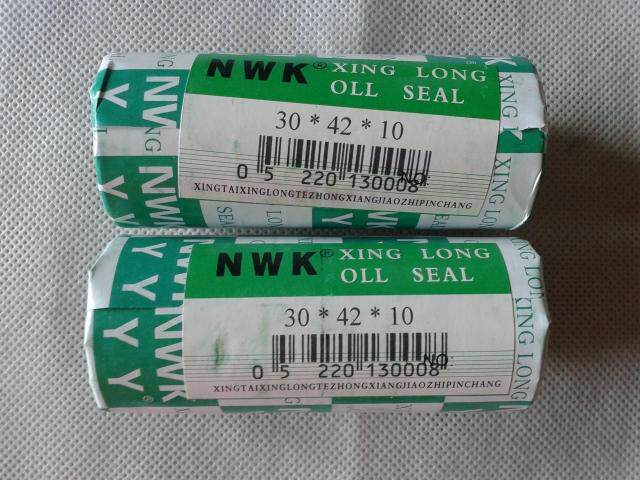 NWK® XING LONG
OLL SEAL
30 * 42 * 10
NO:
0 5 220 130008
XINGTAIXINGLONGTEZHONGXIANGJIAOZHIPINCHANG
NWK® XING LONG
OLL SEAL
30 * 42 * 10
NO:
0 5 220 130008
XINGTAIXINGLONGTEZHONGXIANGJIAOZHIPINCHANG